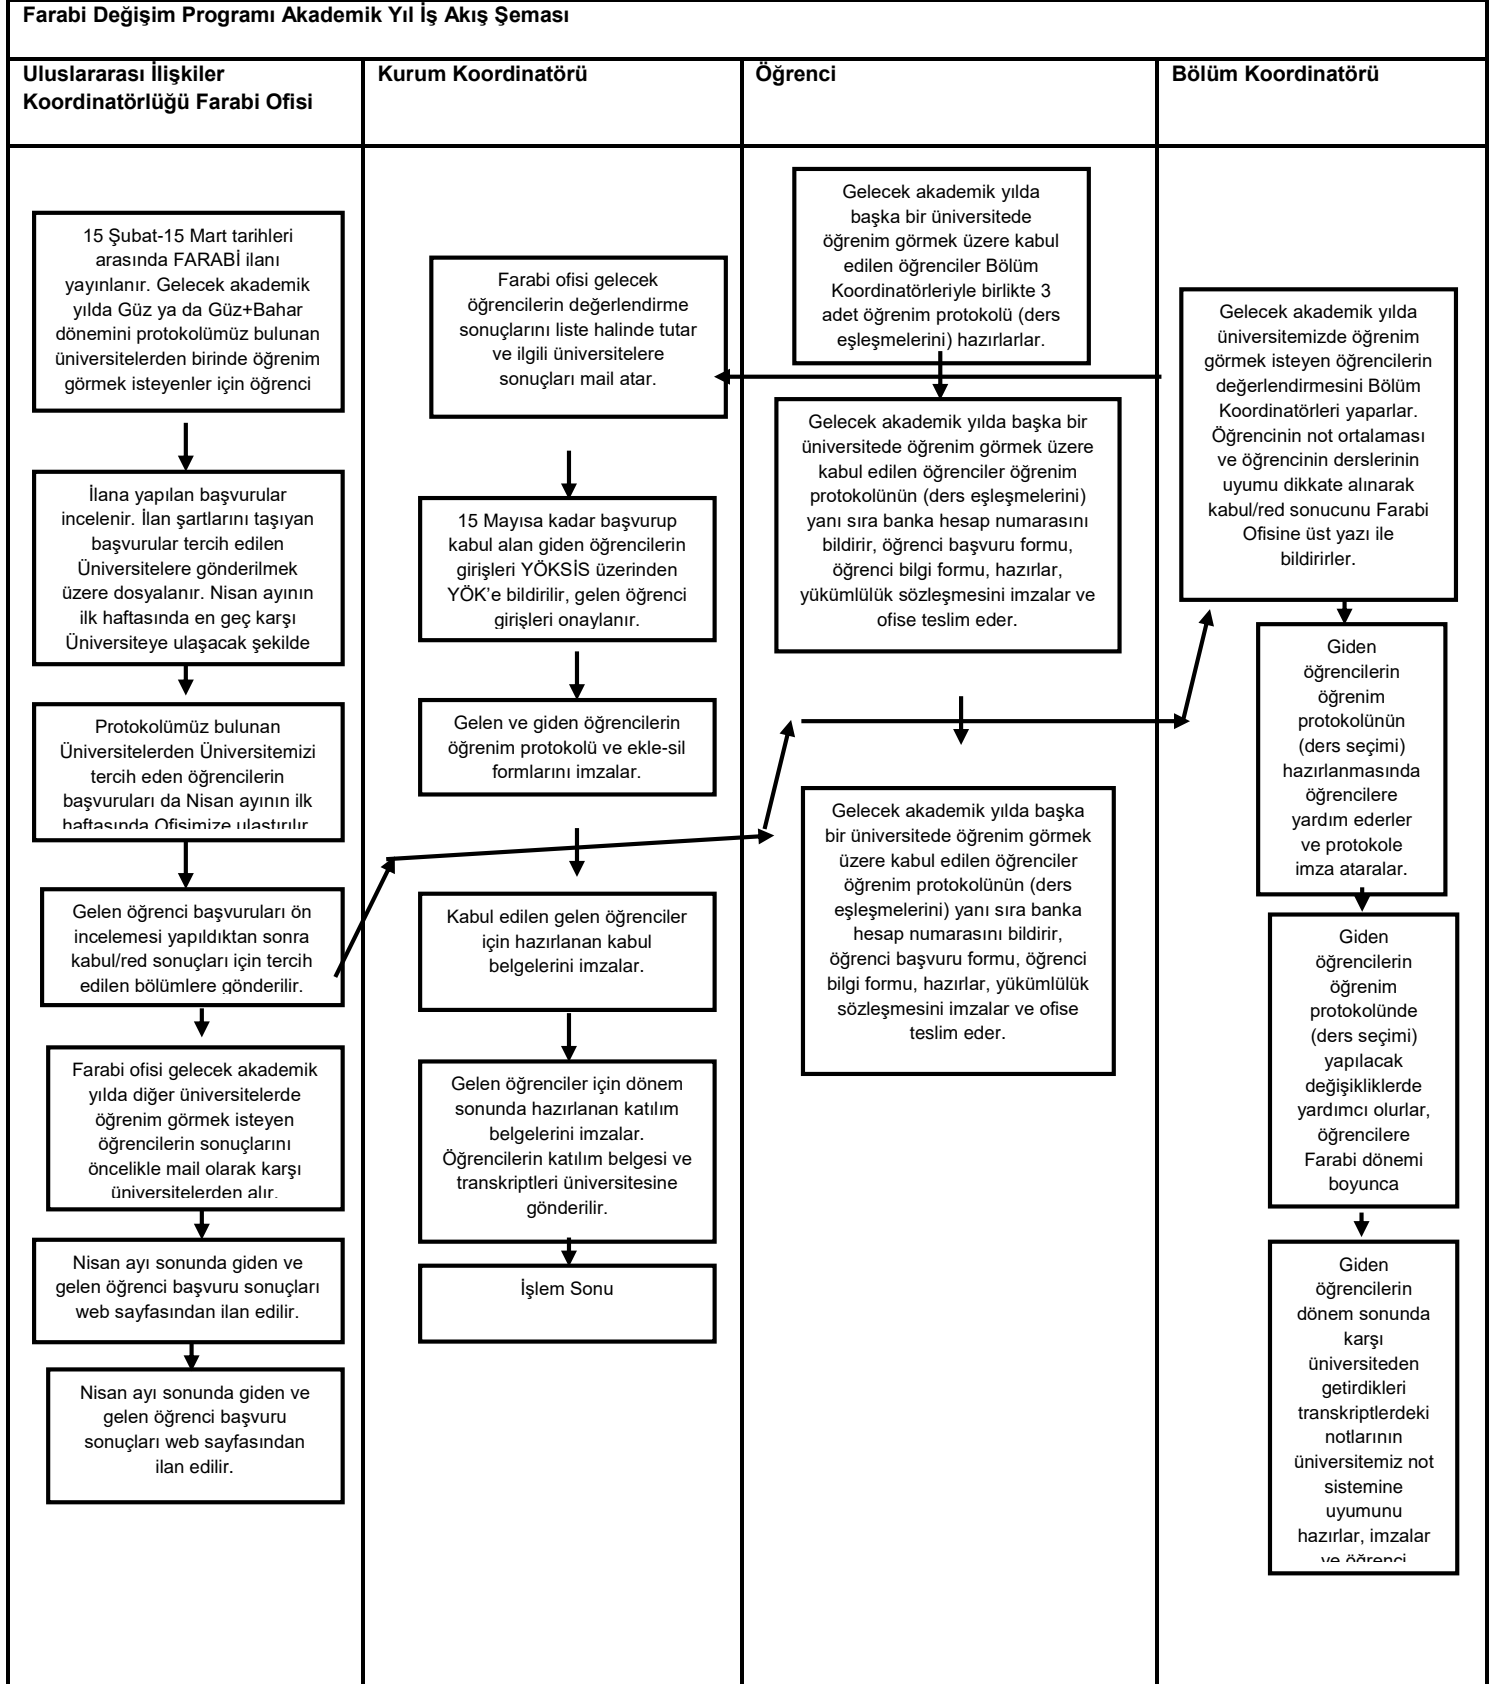 Farabi Değişim Programı Akademik Yıl İş Akış Şeması
Uluslararası İlişkiler
Koordinatörlüğü Farabi Ofisi
Kurum Koordinatörü
Öğrenci
Bölüm Koordinatörü
15 Şubat-15 Mart tarihleri
arasında FARABİ ilanı
yayınlanır. Gelecek akademik
yılda Güz ya da Güz+Bahar
dönemini protokolümüz bulunan
üniversitelerden birinde öğrenim
görmek isteyenler için öğrenci
İlana yapılan başvurular
incelenir. İlan şartlarını taşıyan
başvurular tercih edilen
Üniversitelere gönderilmek
üzere dosyalanır. Nisan ayının
ilk haftasında en geç karşı
Üniversiteye ulaşacak şekilde
Protokolümüz bulunan
Üniversitelerden Üniversitemizi
tercih eden öğrencilerin
başvuruları da Nisan ayının ilk
haftasında Ofisimize ulaştırılır
Gelen öğrenci başvuruları ön
incelemesi yapıldıktan sonra
kabul/red sonuçları için tercih
edilen bölümlere gönderilir.
Farabi ofisi gelecek akademik
yılda diğer üniversitelerde
öğrenim görmek isteyen
öğrencilerin sonuçlarını
öncelikle mail olarak karşı
üniversitelerden alır.
Nisan ayı sonunda giden ve
gelen öğrenci başvuru sonuçları
web sayfasından ilan edilir.
Nisan ayı sonunda giden ve
gelen öğrenci başvuru
sonuçları web sayfasından
ilan edilir.
Farabi ofisi gelecek
öğrencilerin değerlendirme
sonuçlarını liste halinde tutar
ve ilgili üniversitelere
sonuçları mail atar.
15 Mayısa kadar başvurup
kabul alan giden öğrencilerin
girişleri YÖKSİS üzerinden
YÖK’e bildirilir, gelen öğrenci
girişleri onaylanır.
Gelen ve giden öğrencilerin
öğrenim protokolü ve ekle-sil
formlarını imzalar.
Kabul edilen gelen öğrenciler
için hazırlanan kabul
belgelerini imzalar.
Gelen öğrenciler için dönem
sonunda hazırlanan katılım
belgelerini imzalar.
Öğrencilerin katılım belgesi ve
transkriptleri üniversitesine
gönderilir.
İşlem Sonu
Gelecek akademik yılda
başka bir üniversitede
öğrenim görmek üzere kabul
edilen öğrenciler Bölüm
Koordinatörleriyle birlikte 3
adet öğrenim protokolü (ders
eşleşmelerini) hazırlarlar.
Gelecek akademik yılda başka bir
üniversitede öğrenim görmek üzere
kabul edilen öğrenciler öğrenim
protokolünün (ders eşleşmelerini)
yanı sıra banka hesap numarasını
bildirir, öğrenci başvuru formu,
öğrenci bilgi formu, hazırlar,
yükümlülük sözleşmesini imzalar ve
ofise teslim eder.
Gelecek akademik yılda başka
bir üniversitede öğrenim görmek
üzere kabul edilen öğrenciler
öğrenim protokolünün (ders
eşleşmelerini) yanı sıra banka
hesap numarasını bildirir,
öğrenci başvuru formu, öğrenci
bilgi formu, hazırlar, yükümlülük
sözleşmesini imzalar ve ofise
teslim eder.
Gelecek akademik yılda
üniversitemizde öğrenim
görmek isteyen öğrencilerin
değerlendirmesini Bölüm
Koordinatörleri yaparlar.
Öğrencinin not ortalaması
ve öğrencinin derslerinin
uyumu dikkate alınarak
kabul/red sonucunu Farabi
Ofisine üst yazı ile
bildirirler.
Giden
öğrencilerin
öğrenim
protokolünün
(ders seçimi)
hazırlanmasında
öğrencilere
yardım ederler
ve protokole
imza ataralar.
Giden
öğrencilerin
öğrenim
protokolünde
(ders seçimi)
yapılacak
değişikliklerde
yardımcı olurlar,
öğrencilere
Farabi dönemi
boyunca
Giden
öğrencilerin
dönem sonunda
karşı
üniversiteden
getirdikleri
transkriptlerdeki
notlarının
üniversitemiz not
sistemine
uyumunu
hazırlar, imzalar
ve öğrenci